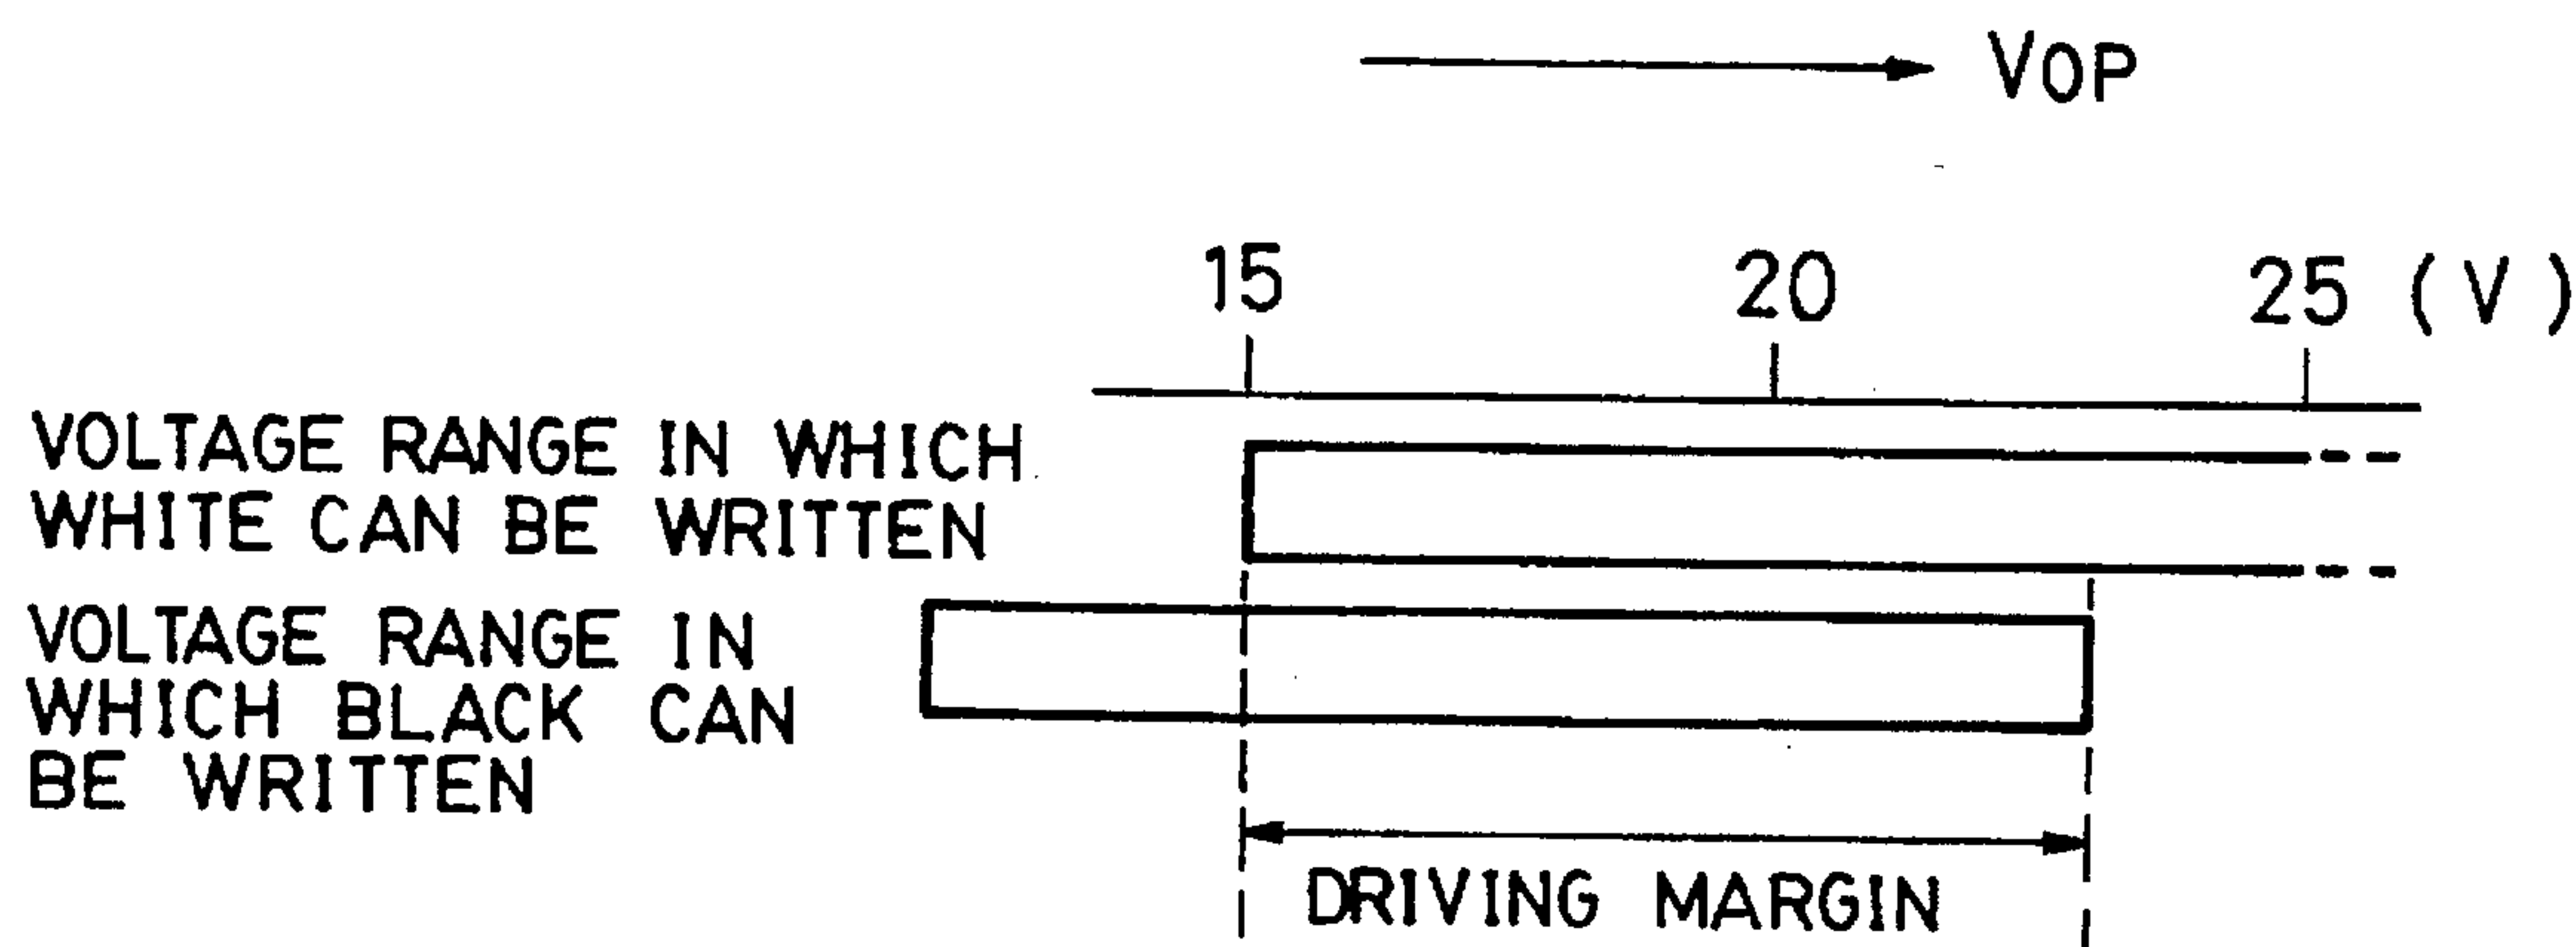 VOP
15 20 25 (V)
VOLTAGE RANGE IN WHICH
WHITE CAN BE WRITTEN
VOLTAGE RANGE IN
WHICH BLACK CAN
BE WRITTEN
DRIVING MARGIN